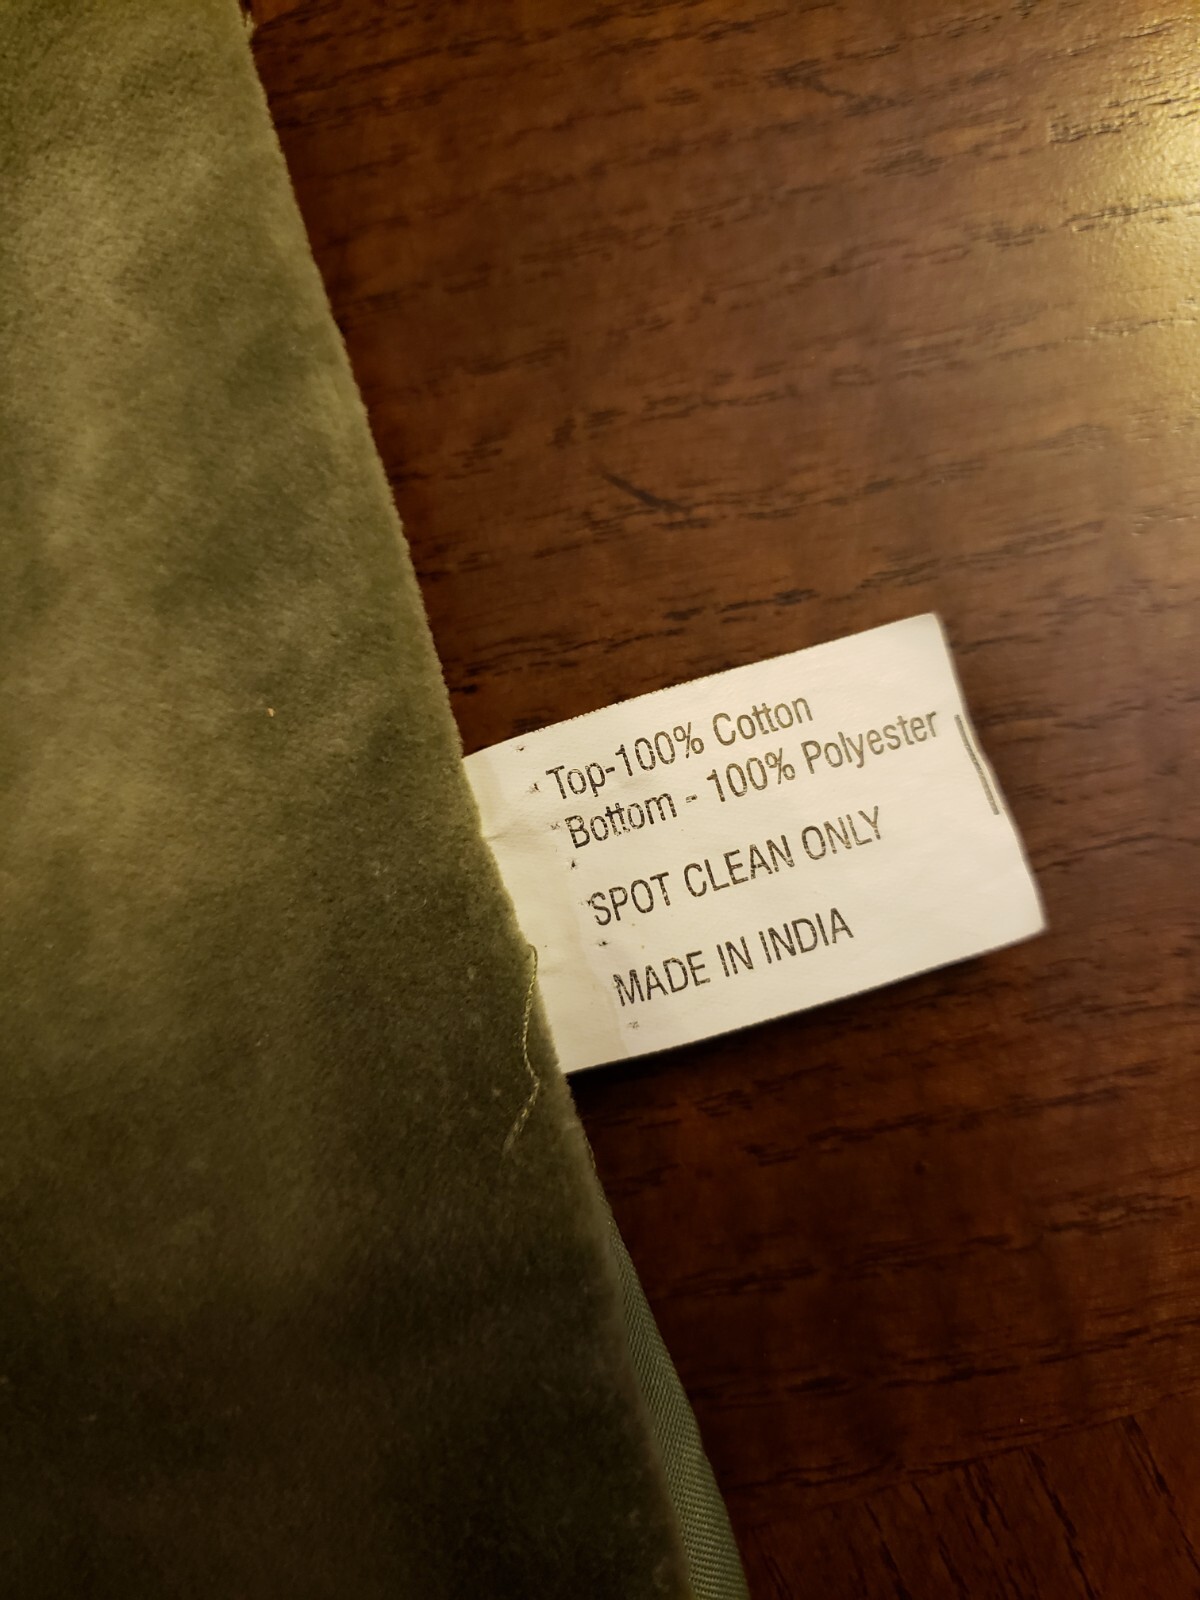 Top-100% Cotton
Bottom - 100% Polyester
SPOT CLEAN ONLY
MADE IN INDIA